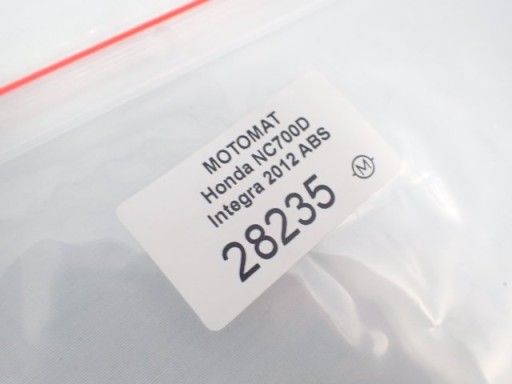 MOTOMAT
Honda NC700D
Integra 2012 ABS
28235
M